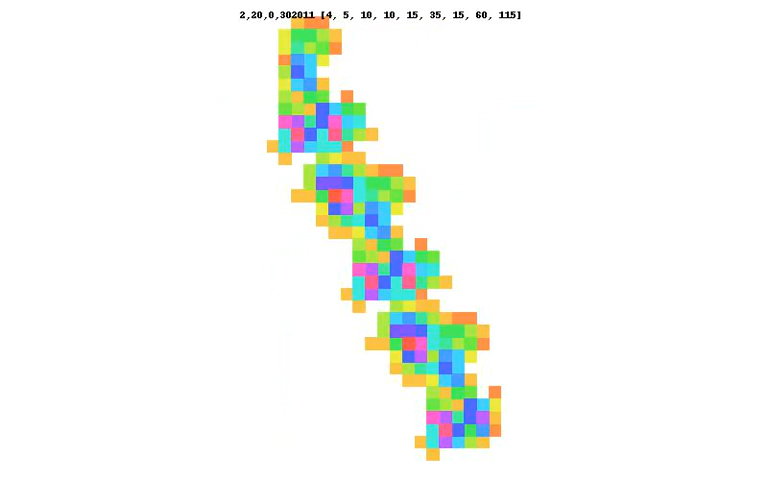 2,20,0,302011 [4, 5, 10, 10, 15, 35, 15, 60, 115]